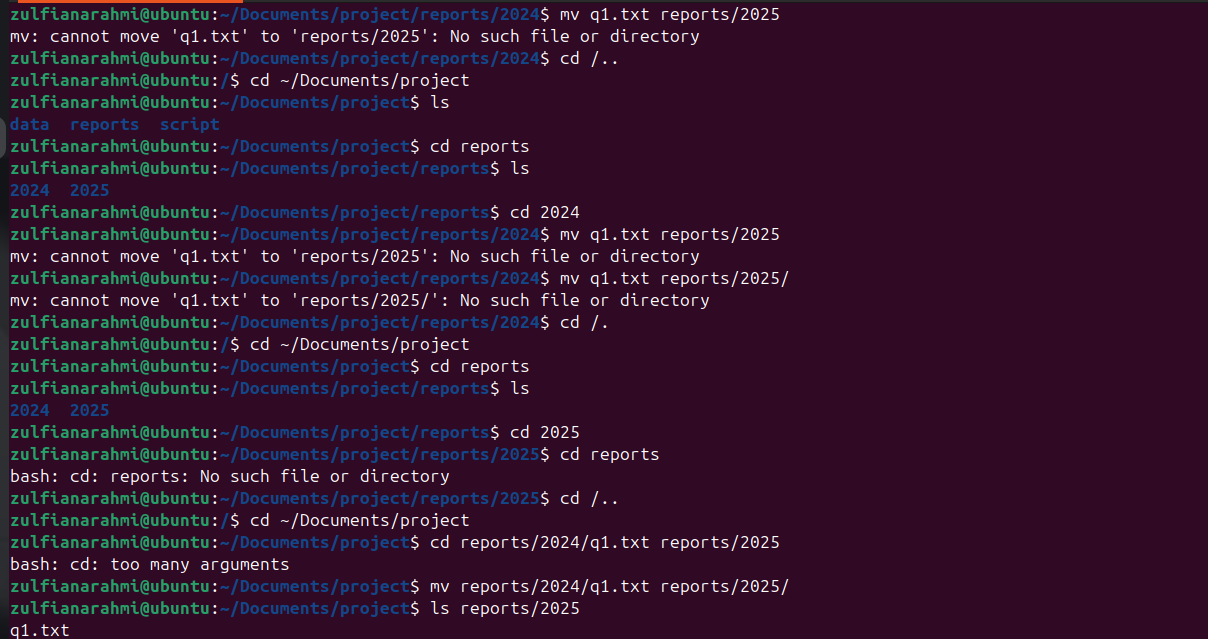 zulfianarahmi@ubuntu:~/Documents/project/reports/2024$ mv q1.txt reports/2025
mv: cannot move 'q1.txt' to 'reports/2025': No such file or directory
zulfianarahmi@ubuntu:~/Documents/project/reports/2024$ cd /..
zulfianarahmi@ubuntu:/$ cd ~/Documents/project
zulfianarahmi@ubuntu:~/Documents/project$ ls
data  reports  script
zulfianarahmi@ubuntu:~/Documents/project$ cd reports
zulfianarahmi@ubuntu:~/Documents/project/reports$ ls
2024  2025
zulfianarahmi@ubuntu:~/Documents/project/reports$ cd 2024
zulfianarahmi@ubuntu:~/Documents/project/reports/2024$ mv q1.txt reports/2025
mv: cannot move 'q1.txt' to 'reports/2025': No such file or directory
zulfianarahmi@ubuntu:~/Documents/project/reports/2024$ mv q1.txt reports/2025/
mv: cannot move 'q1.txt' to 'reports/2025/': No such file or directory
zulfianarahmi@ubuntu:~/Documents/project/reports/2024$ cd /.
zulfianarahmi@ubuntu:/$ cd ~/Documents/project
zulfianarahmi@ubuntu:~/Documents/project$ cd reports
zulfianarahmi@ubuntu:~/Documents/project/reports$ ls
2024  2025
zulfianarahmi@ubuntu:~/Documents/project/reports$ cd 2025
zulfianarahmi@ubuntu:~/Documents/project/reports/2025$ cd reports
bash: cd: reports: No such file or directory
zulfianarahmi@ubuntu:~/Documents/project/reports/2025$ cd /..
zulfianarahmi@ubuntu:/$ cd ~/Documents/project
zulfianarahmi@ubuntu:~/Documents/project$ cd reports/2024/q1.txt reports/2025
bash: cd: too many arguments
zulfianarahmi@ubuntu:~/Documents/project$ mv reports/2024/q1.txt reports/2025/
zulfianarahmi@ubuntu:~/Documents/project$ ls reports/2025
q1.txt